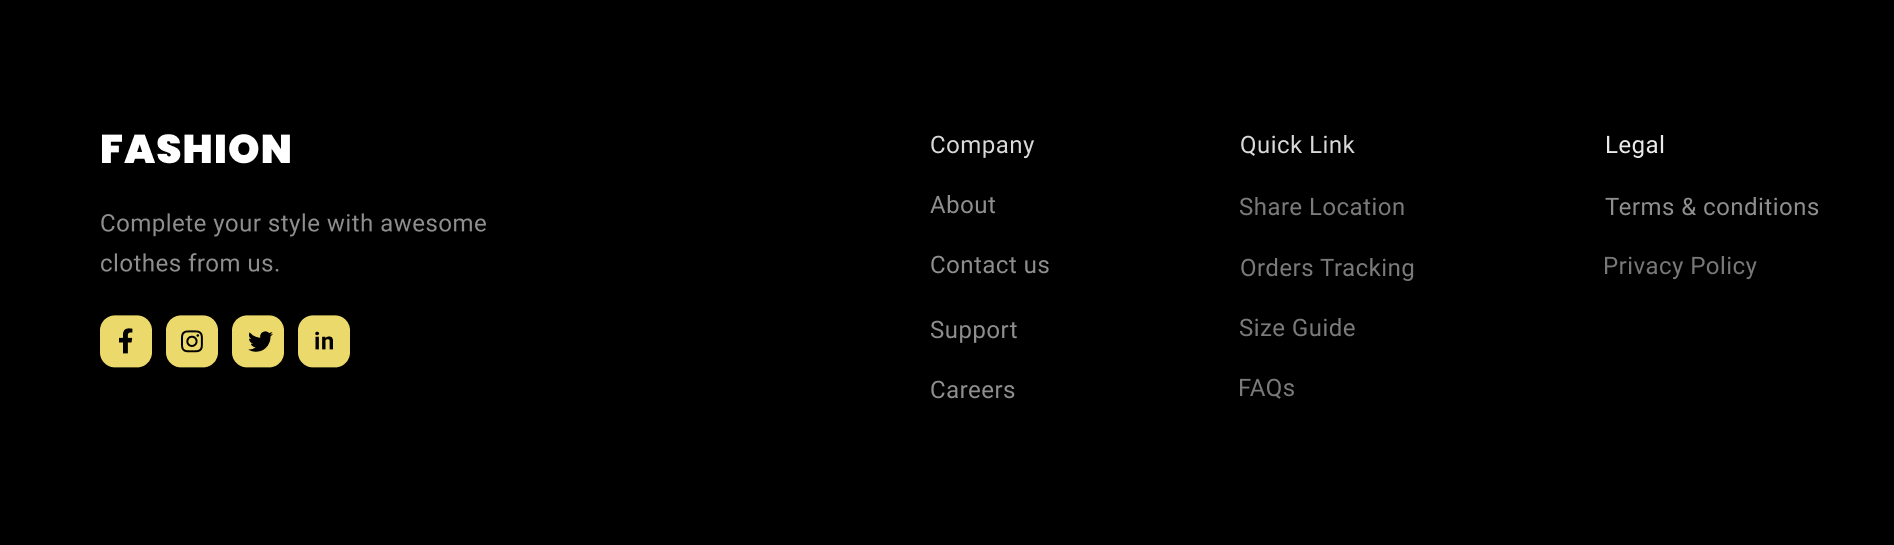 FASHION
Complete your style with awesome
clothes from us.
in
Company
About
Contact us
Support
Careers
Quick Link
Share Location
Orders Tracking
Size Guide
FAQs
Legal
Terms & conditions
Privacy Policy